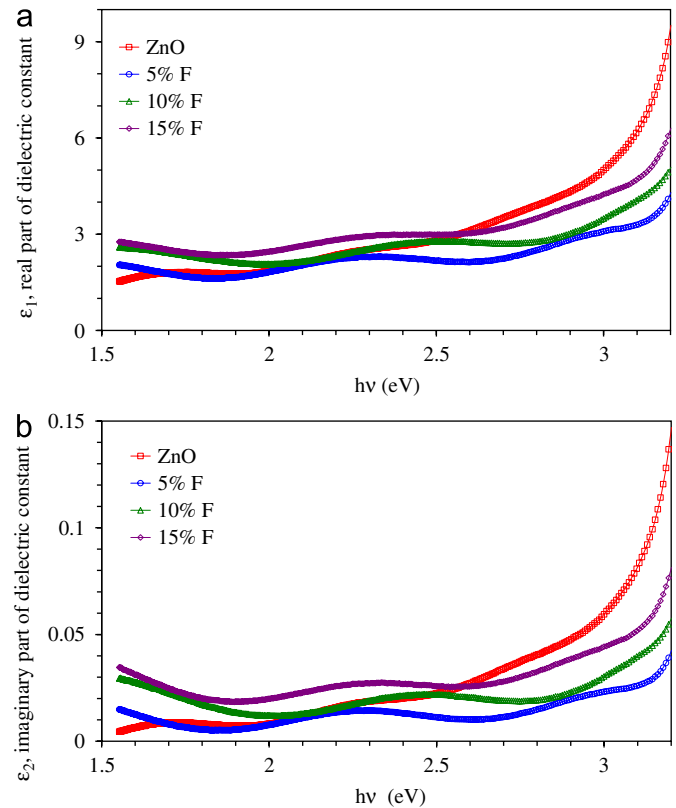 a
ε1, real part of dielectric constant
9
6
3
0
ZnO
5% F
10% F
15% F
1.5
2
2.5
3
hν (eV)
b
ε2, imaginary part of dielectric constant
0.15
0.1
0.05
0
ZnO
5% F
10% F
15% F
1.5
2
2.5
3
hν (eV)